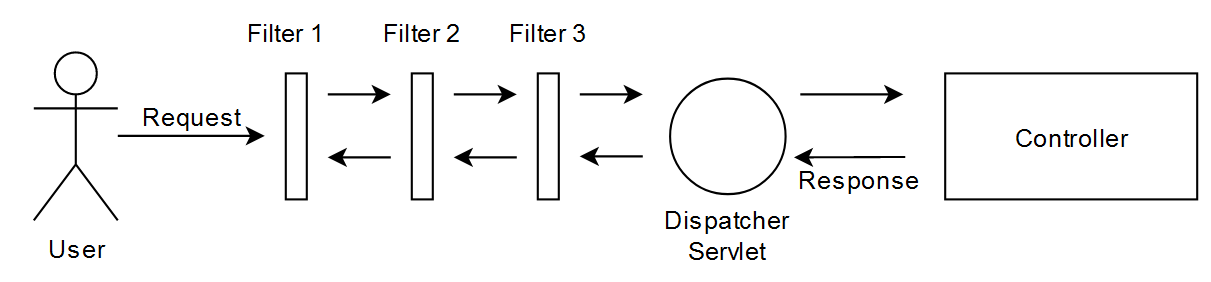 Filter 1
Filter 2
Filter 3
Request
Controller
Response
Dispatcher
Servlet
User